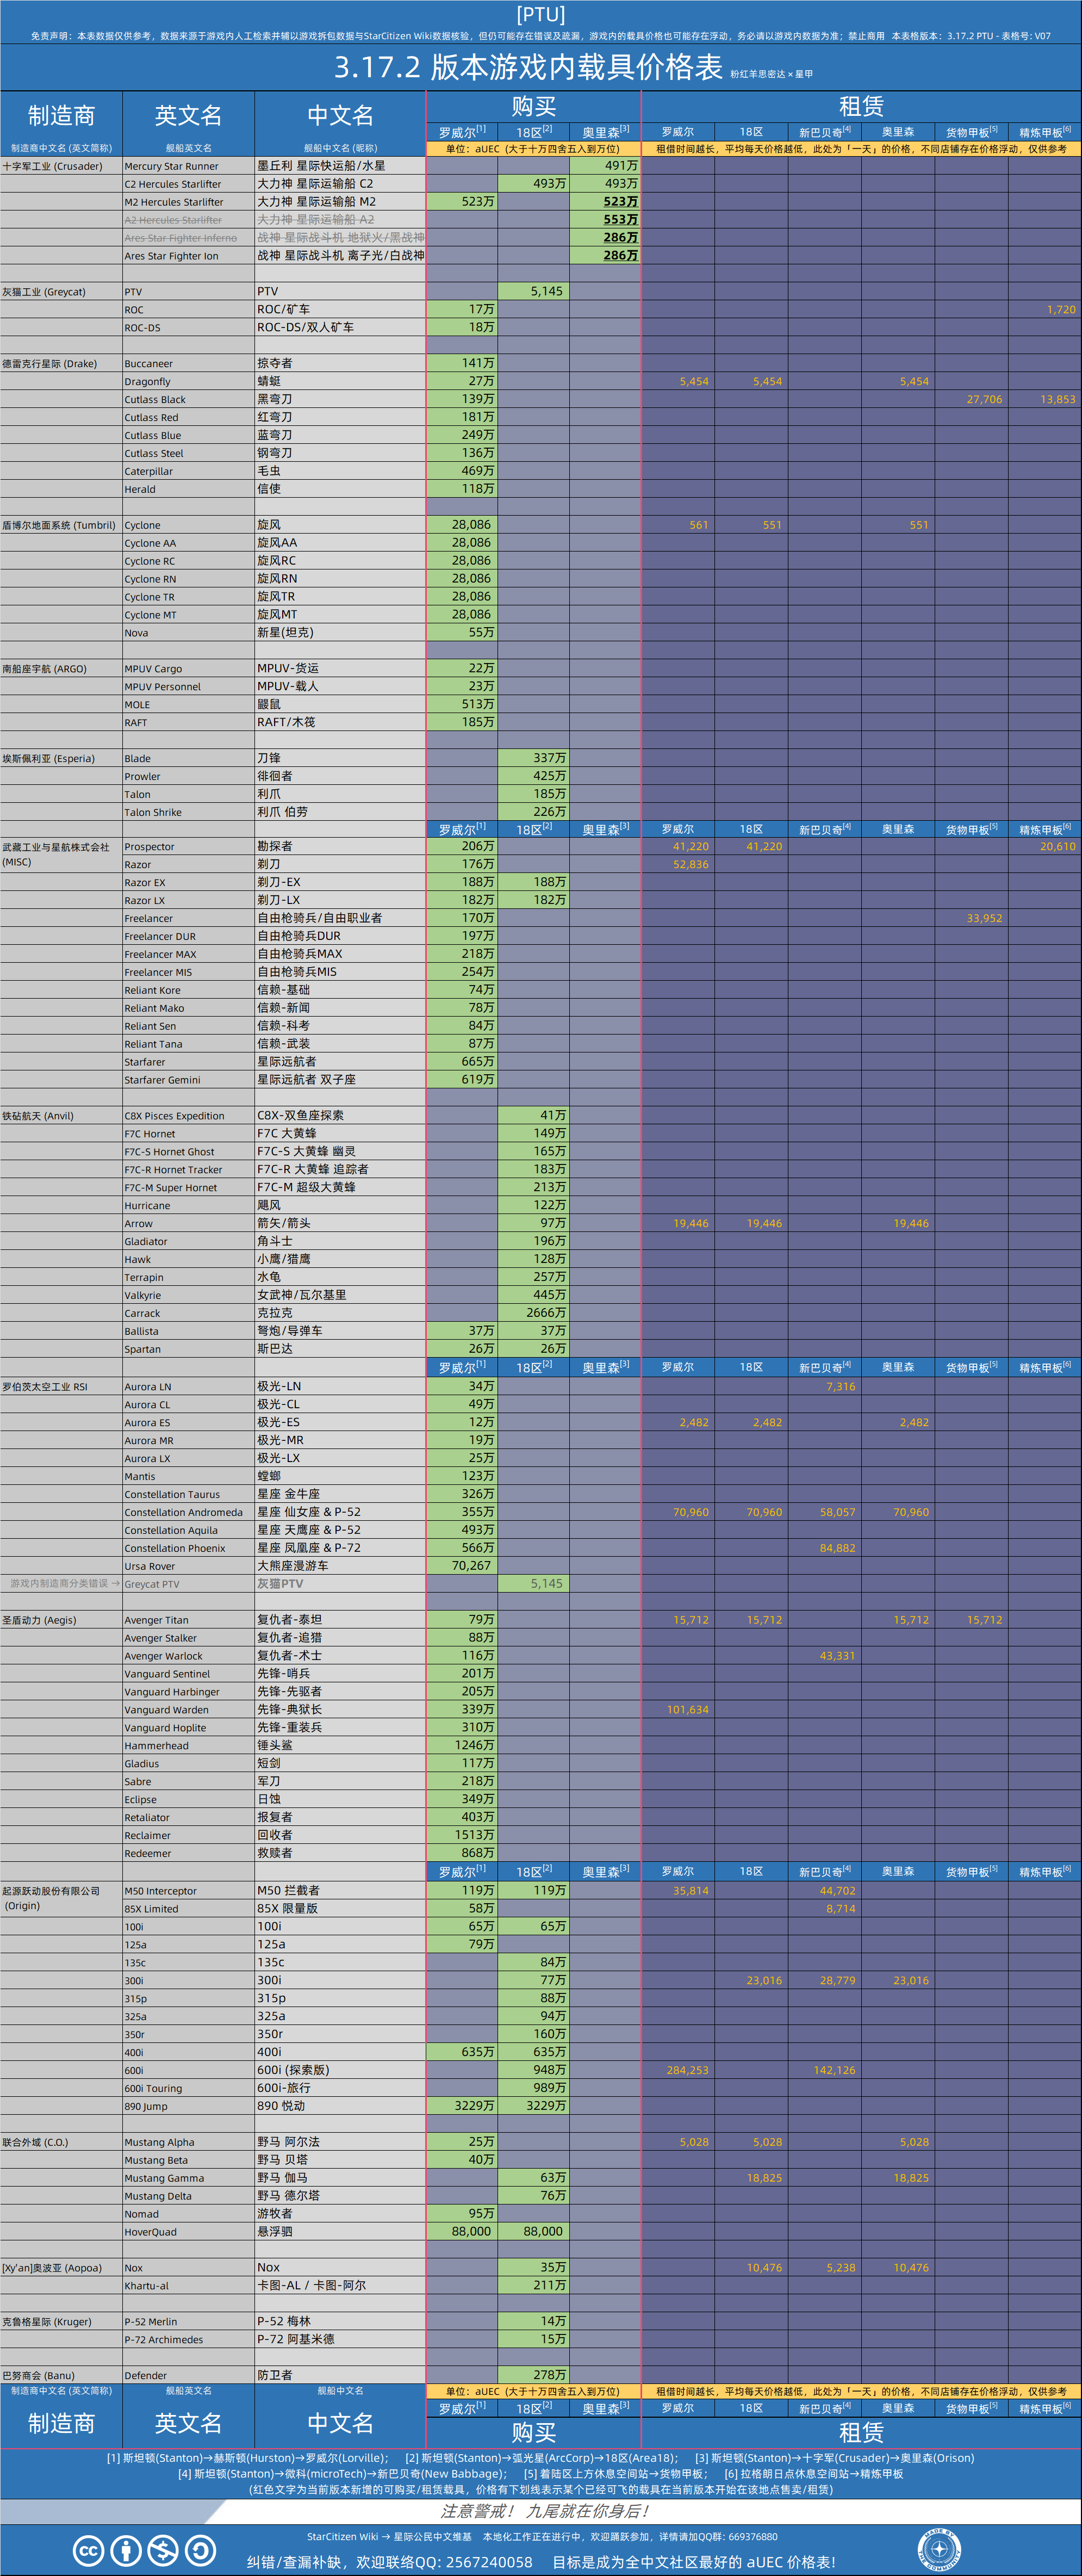 [PTU]
免责声明：本表数据仅供参考，数据来源于游戏内人工检索并辅以游戏拆包数据与StarCitizen Wiki数据核验，但仍可能存在错误及疏漏，游戏内的载具价格也可能存在浮动，务必请以游戏内数据为准；禁止商用 本表格版本：3.17.2 PTU - 表格号: V07
3.17.2 版本游戏内载具价格表 粉红羊思密达 × 星甲
制造商 英文名 中文名 购买 租赁
罗威尔[1] 18区[2] 奥里森[3] 罗威尔 18区 新巴贝奇[4] 奥里森 货物甲板[5] 精炼甲板[6]
制造商中文名 (英文简称) 舰船英文名 舰船中文名 (昵称) 单位：aUEC (大于十万四舍五入到万位) 租借时间越长，平均每天价格越低，此处为「一天」的价格，不同店铺存在价格浮动，仅供参考
十字军工业 (Crusader) Mercury Star Runner 墨丘利 星际快运船/水星 491万
C2 Hercules Starlifter 大力神 星际运输船 C2 493万 493万
M2 Hercules Starlifter 大力神 星际运输船 M2 523万 523万
A2 Hercules Starlifter 大力神 星际运输船 A2 553万
Ares Star Fighter Inferno 战神 星际战斗机 地狱火/黑战神 286万
Ares Star Fighter Ion 战神 星际战斗机 离子光/白战神 286万
灰猫工业 (Greycat) PTV PTV 5,145
ROC ROC/矿车 17万 1,720
ROC-DS ROC-DS/双人矿车 18万
德雷克行星际 (Drake) Buccaneer 掠夺者 141万
Dragonfly 蜻蜓 27万 5,454 5,454 5,454
Cutlass Black 黑弯刀 139万 27,706 13,853
Cutlass Red 红弯刀 181万
Cutlass Blue 蓝弯刀 249万
Cutlass Steel 钢弯刀 136万
Caterpillar 毛虫 469万
Herald 信使 118万
盾博尔地面系统 (Tumbril) Cyclone 旋风 28,086 561 551 551
Cyclone AA 旋风AA 28,086
Cyclone RC 旋风RC 28,086
Cyclone RN 旋风RN 28,086
Cyclone TR 旋风TR 28,086
Cyclone MT 旋风MT 28,086
Nova 新星(坦克) 55万
南船座宇航 (ARGO) MPUV Cargo MPUV-货运 22万
MPUV Personnel MPUV-载人 23万
MOLE 鼹鼠 513万
RAFT RAFT/木筏 185万
埃斯佩利亚 (Esperia) Blade 刀锋 337万
Prowler 徘徊者 425万
Talon 利爪 185万
Talon Shrike 利爪 伯劳 226万
罗威尔[1] 18区[2] 奥里森[3] 罗威尔 18区 新巴贝奇[4] 奥里森 货物甲板[5] 精炼甲板[6]
武藏工业与星航株式会社 (MISC) Prospector 勘探者 206万 41,220 41,220 20,610
Razor 剃刀 176万 52,836
Razor EX 剃刀-EX 188万 188万
Razor LX 剃刀-LX 182万 182万
Freelancer 自由枪骑兵/自由职业者 170万 33,952
Freelancer DUR 自由枪骑兵DUR 197万
Freelancer MAX 自由枪骑兵MAX 218万
Freelancer MIS 自由枪骑兵MIS 254万
Reliant Kore 信赖-基础 74万
Reliant Mako 信赖-新闻 78万
Reliant Sen 信赖-科考 84万
Reliant Tana 信赖-武装 87万
Starfarer 星际远航者 665万
Starfarer Gemini 星际远航者 双子座 619万
铁砧航天 (Anvil) C8X Pisces Expedition C8X-双鱼座探索 41万
F7C Hornet F7C 大黄蜂 149万
F7C-S Hornet Ghost F7C-S 大黄蜂 幽灵 165万
F7C-R Hornet Tracker F7C-R 大黄蜂 追踪者 183万
F7C-M Super Hornet F7C-M 超级大黄蜂 213万
Hurricane 飓风 122万
Arrow 箭矢/箭头 97万 19,446 19,446 19,446
Gladiator 角斗士 196万
Hawk 小鹰/猎鹰 128万
Terrapin 水龟 257万
Valkyrie 女武神/瓦尔基里 445万
Carrack 克拉克 2666万
Ballista 弩炮/导弹车 37万 37万
Spartan 斯巴达 26万 26万
罗威尔[1] 18区[2] 奥里森[3] 罗威尔 18区 新巴贝奇[4] 奥里森 货物甲板[5] 精炼甲板[6]
罗伯茨太空工业 RSI Aurora LN 极光-LN 34万 7,316
Aurora CL 极光-CL 49万
Aurora ES 极光-ES 12万 2,482 2,482 2,482
Aurora MR 极光-MR 19万
Aurora LX 极光-LX 25万
Mantis 螳螂 123万
Constellation Taurus 星座 金牛座 326万
Constellation Andromeda 星座 仙女座 & P-52 355万 70,960 70,960 58,057 70,960
Constellation Aquila 星座 天鹰座 & P-52 493万
Constellation Phoenix 星座 凤凰座 & P-72 566万 84,882
Ursa Rover 大熊座漫游车 70,267
游戏内制造商分类错误 → Greycat PTV 灰猫PTV 5,145
圣盾动力 (Aegis) Avenger Titan 复仇者-泰坦 79万 15,712 15,712 15,712 15,712
Avenger Stalker 复仇者-追猎 88万
Avenger Warlock 复仇者-术士 116万 43,331
Vanguard Sentinel 先锋-哨兵 201万
Vanguard Harbinger 先锋-先驱者 205万
Vanguard Warden 先锋-典狱长 339万 101,634
Vanguard Hoplite 先锋-重装兵 310万
Hammerhead 锤头鲨 1246万
Gladius 短剑 117万
Sabre 军刀 218万
Eclipse 日蚀 349万
Retaliator 报复者 403万
Reclaimer 回收者 1513万
Redeemer 救赎者 868万
罗威尔[1] 18区[2] 奥里森[3] 罗威尔 18区 新巴贝奇[4] 奥里森 货物甲板[5] 精炼甲板[6]
起源跃动股份有限公司 (Origin) M50 Interceptor M50 拦截者 119万 119万 35,814 44,702
85X Limited 85X 限量版 58万 8,714
100i 100i 65万 65万
125a 125a 79万
135c 135c 84万
300i 300i 77万 23,016 28,779 23,016
315p 315p 88万
325a 325a 94万
350r 350r 160万
400i 400i 635万 635万
600i 600i (探索版) 948万 284,253 142,126
600i Touring 600i-旅行 989万
890 Jump 890 悦动 3229万 3229万
联合外域 (C.O.) Mustang Alpha 野马 阿尔法 25万 5,028 5,028 5,028
Mustang Beta 野马 贝塔 40万
Mustang Gamma 野马 伽马 63万 18,825 18,825
Mustang Delta 野马 德尔塔 76万
Nomad 游牧者 95万
HoverQuad 悬浮驷 88,000 88,000
[Xy'an]奥波亚 (Aopoa) Nox Nox 35万 10,476 5,238 10,476
Khartu-al 卡图-AL / 卡图-阿尔 211万
克鲁格星际 (Kruger) P-52 Merlin P-52 梅林 14万
P-72 Archimedes P-72 阿基米德 15万
巴努商会 (Banu) Defender 防卫者 278万
制造商中文名 (英文简称) 舰船英文名 舰船中文名 单位：aUEC (大于十万四舍五入到万位) 租借时间越长，平均每天价格越低，此处为「一天」的价格，不同店铺存在价格浮动，仅供参考
罗威尔[1] 18区[2] 奥里森[3] 罗威尔 18区 新巴贝奇[4] 奥里森 货物甲板[5] 精炼甲板[6]
制造商 英文名 中文名 购买 租赁
[1] 斯坦顿(Stanton)→赫斯顿(Hurston)→罗威尔(Lorville)； [2] 斯坦顿(Stanton)→弧光星(ArcCorp)→18区(Area18)； [3] 斯坦顿(Stanton)→十字军(Crusader)→奥里森(Orison)
[4] 斯坦顿(Stanton)→微科(microTech)→新巴贝奇(New Babbage)； [5] 着陆区上方休息空间站→货物甲板； [6] 拉格朗日点休息空间站→精炼甲板
(红色文字为当前版本新增的可购买/租赁载具，价格有下划线表示某个已经可飞的载具在当前版本开始在该地点售卖/租赁)
注意警戒！ 九尾就在你身后！
StarCitizen Wiki → 星际公民中文维基 本地化工作正在进行中，欢迎踊跃参加，详情请加QQ群: 669376880
纠错/查漏补缺，欢迎联络QQ: 2567240058 目标是成为全中文社区最好的 aUEC 价格表!
cc
MADE BY THE COMMUNITY